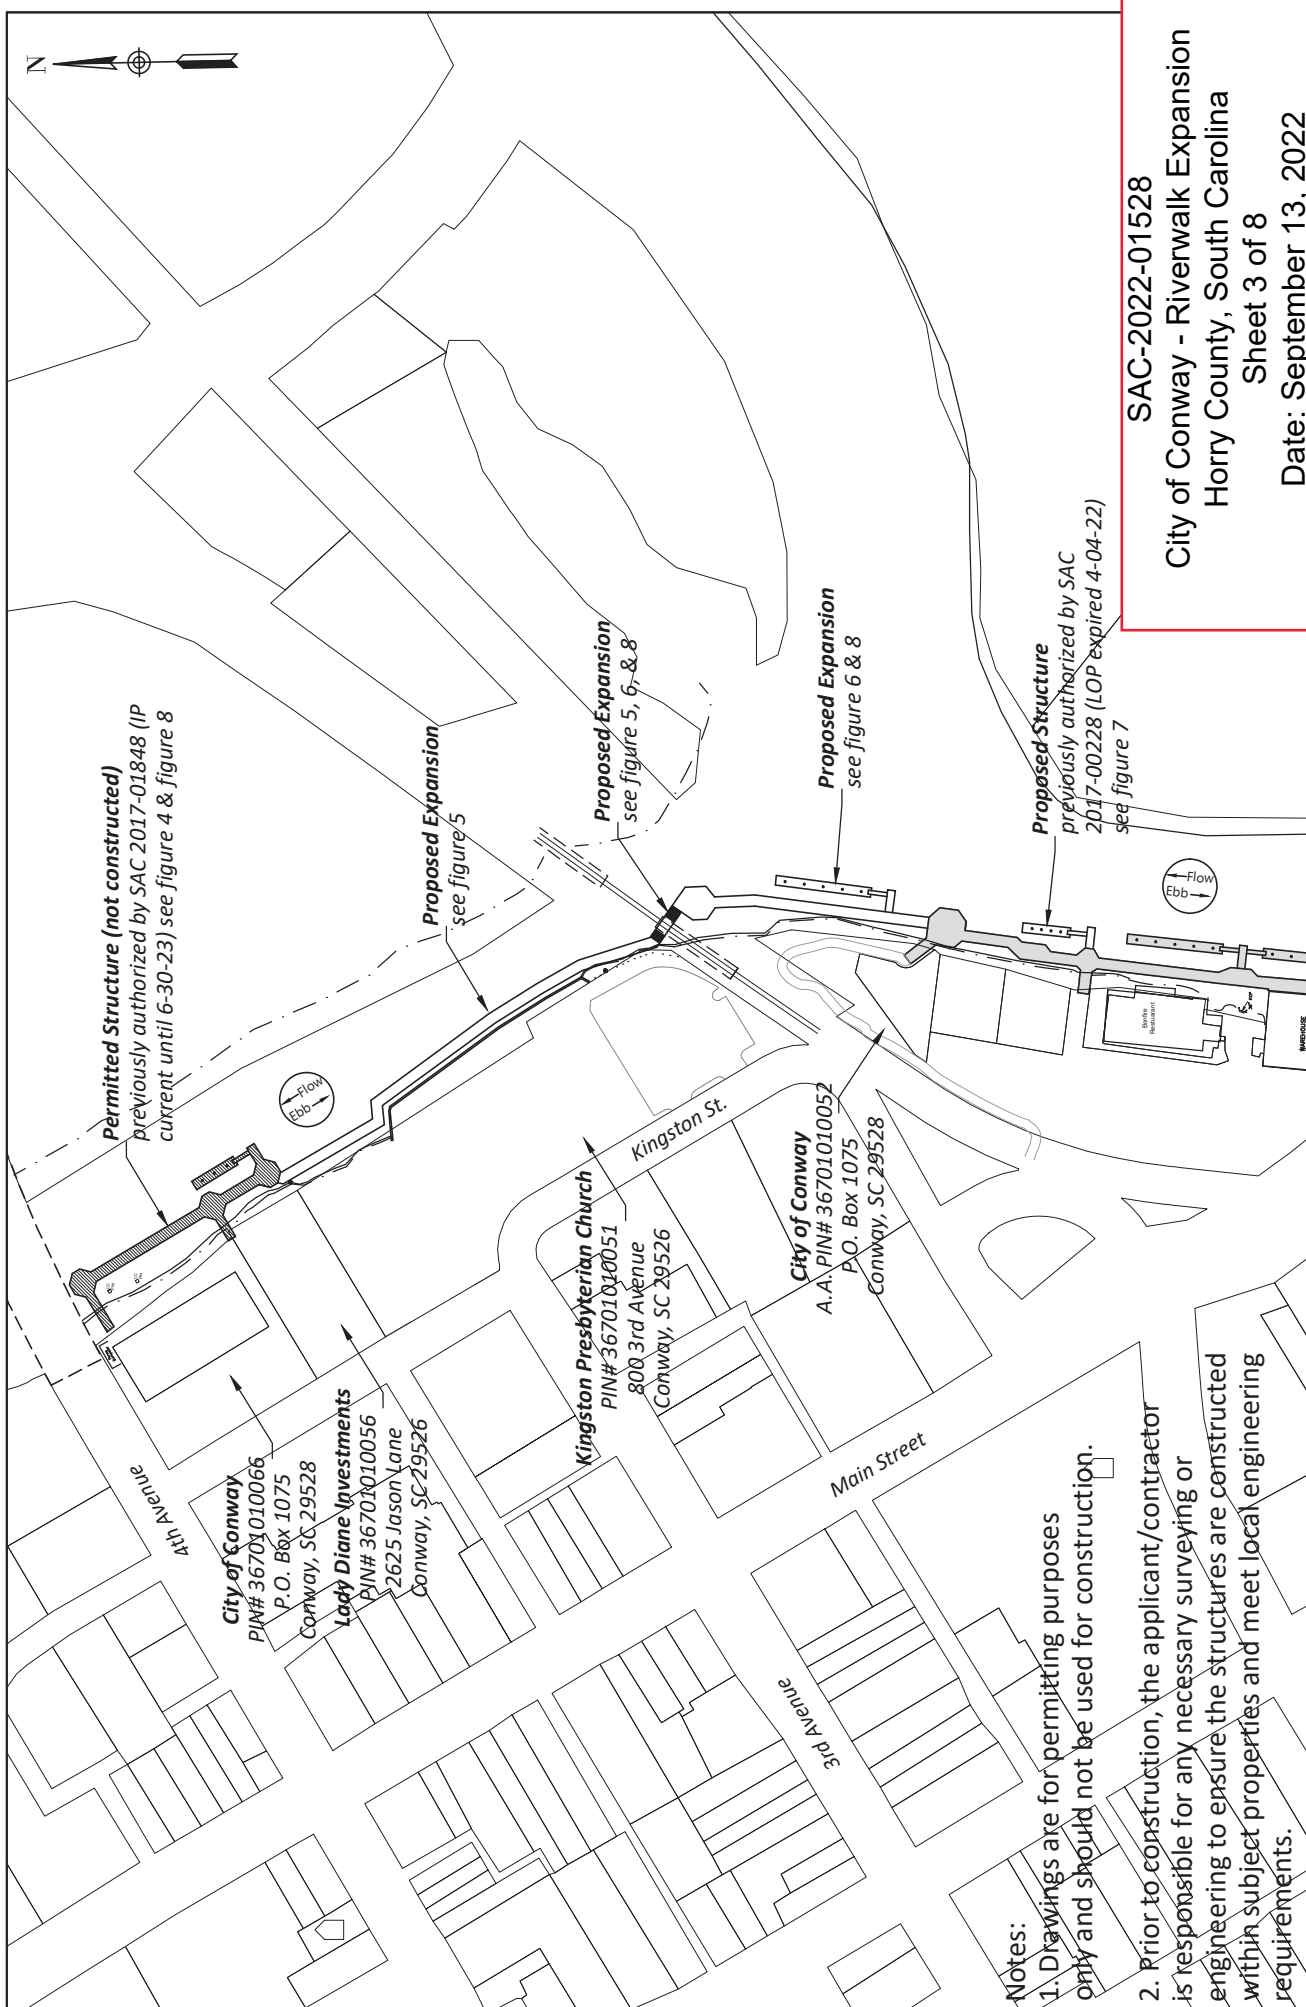 N
Permitted Structure (not constructed)
previously authorized by SAC 2017-01848 (IP
current until 6-30-23) see figure 4 & figure 8
Proposed Expansion
see figure 5
Proposed Expansion
see figure 5, 6, & 8
Proposed Expansion
see figure 6 & 8
Proposed Structure
previously authorized by SAC
2017-00228 (LOP expired 4-04-22)
see figure 7
Flow
Ebb
Flow
Ebb
4th Avenue
City of Conway
PIN# 36701010066
P.O. Box 1075
Conway, SC 29528
Lady Diane Investments
PIN# 36701010056
2625 Jason Lane
Conway, SC 29526
Kingston Presbyterian Church
PIN# 36701010051
800 3rd Avenue
Conway, SC 29526
Kingston St.
City of Conway
A.A. PIN# 36701010052
P.O. Box 1075
Conway, SC 29528
Main Street
3rd Avenue
Bonfire
Restuarant
WAREHOUSE
Notes:
1. Drawings are for permitting purposes
only and should not be used for construction.
2. Prior to construction, the applicant/contractor
is responsible for any necessary surveying or
engineering to ensure the structures are constructed
within subject properties and meet local engineering
requirements.
SAC-2022-01528
City of Conway - Riverwalk Expansion
Horry County, South Carolina
Sheet 3 of 8
Date: September 13, 2022